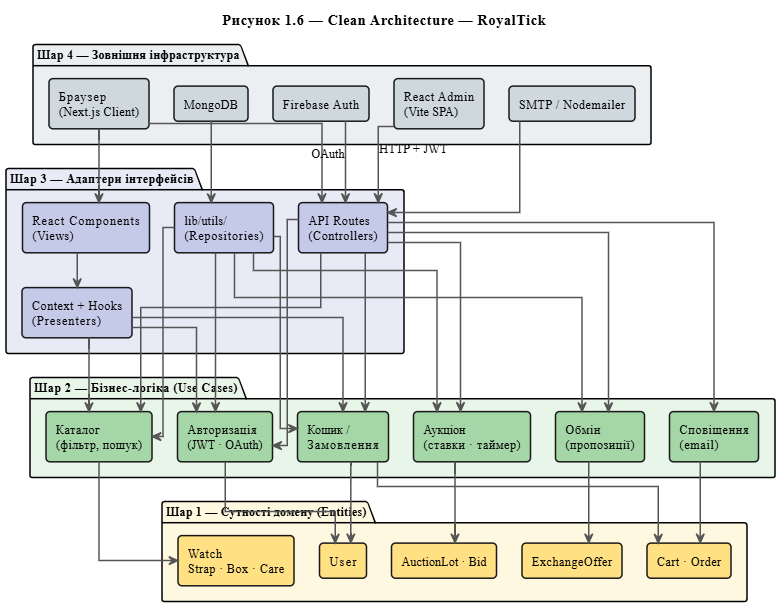 Рисунок 1.6 — Clean Architecture — RoyalTick
Шар 4 — Зовнішня інфраструктура
Браузер
(Next.js Client)
MongoDB
Firebase Auth
React Admin
(Vite SPA)
SMTP / Nodemailer
OAuth
HTTP + JWT
Шар 3 — Адаптери інтерфейсів
React Components
(Views)
lib/utils/
(Repositories)
API Routes
(Controllers)
Context + Hooks
(Presenters)
Шар 2 — Бізнес-логіка (Use Cases)
Каталог
(фільтр, пошук)
Авторизація
(JWT · OAuth)
Кошик /
Замовлення
Аукціон
(ставки · таймер)
Обмін
(пропозиції)
Сповіщення
(email)
Шар 1 — Сутності домену (Entities)
Watch
Strap · Box · Care
User
AuctionLot · Bid
ExchangeOffer
Cart · Order